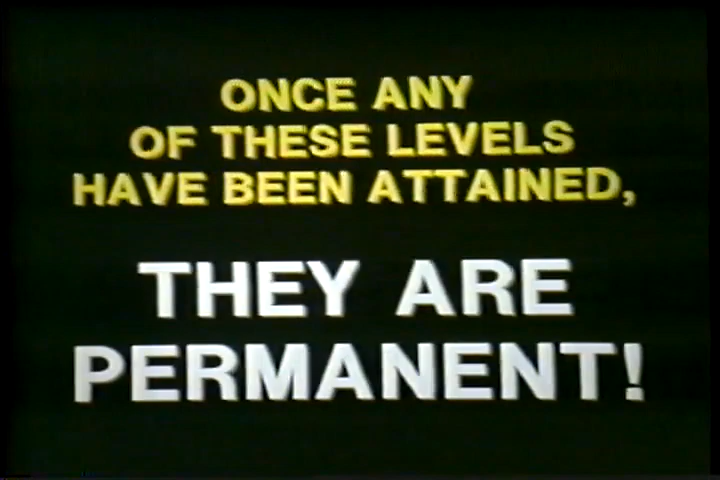 ONCE ANY
OF THESE LEVELS
HAVE BEEN ATTAINED,
THEY ARE
PERMANENT!